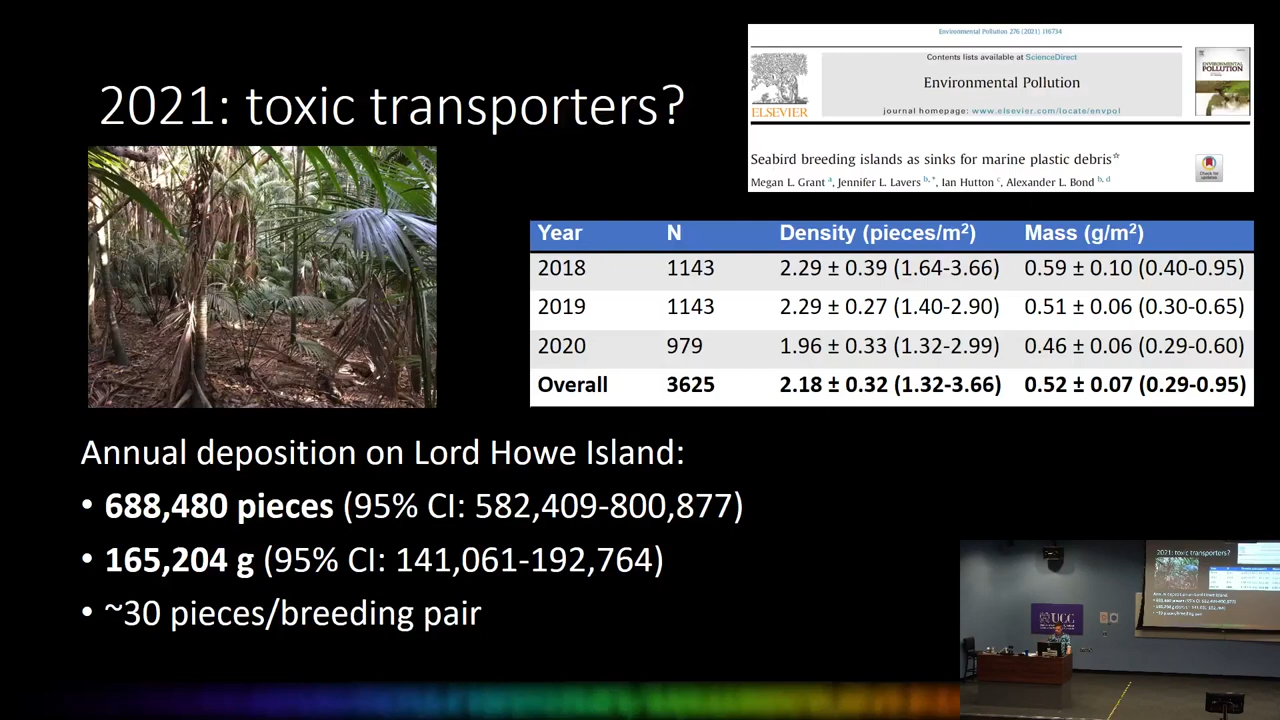 Environmental Pollution 276 (2021) 116734
Contents lists available at ScienceDirect
Environmental Pollution
ELSEVIER
journal homepage: www.elsevier.com/locate/envpol
ENVIRONMENTAL
POLLUTION
2021: toxic transporters?
Seabird breeding islands as sinks for marine plastic debris☆
Check for
updates
Megan L. Grant a, Jennifer L. Lavers b,*, Ian Hutton c, Alexander L. Bond b, d
Year N Density (pieces/m²) Mass (g/m²)
2018 1143 2.29 ± 0.39 (1.64-3.66) 0.59 ± 0.10 (0.40-0.95)
2019 1143 2.29 ± 0.27 (1.40-2.90) 0.51 ± 0.06 (0.30-0.65)
2020 979 1.96 ± 0.33 (1.32-2.99) 0.46 ± 0.06 (0.29-0.60)
Overall 3625 2.18 ± 0.32 (1.32-3.66) 0.52 ± 0.07 (0.29-0.95)
Annual deposition on Lord Howe Island:
• 688,480 pieces (95% CI: 582,409-800,877)
• 165,204 g (95% CI: 141,061-192,764)
• ~30 pieces/breeding pair
2021: toxic transporters?
UCC